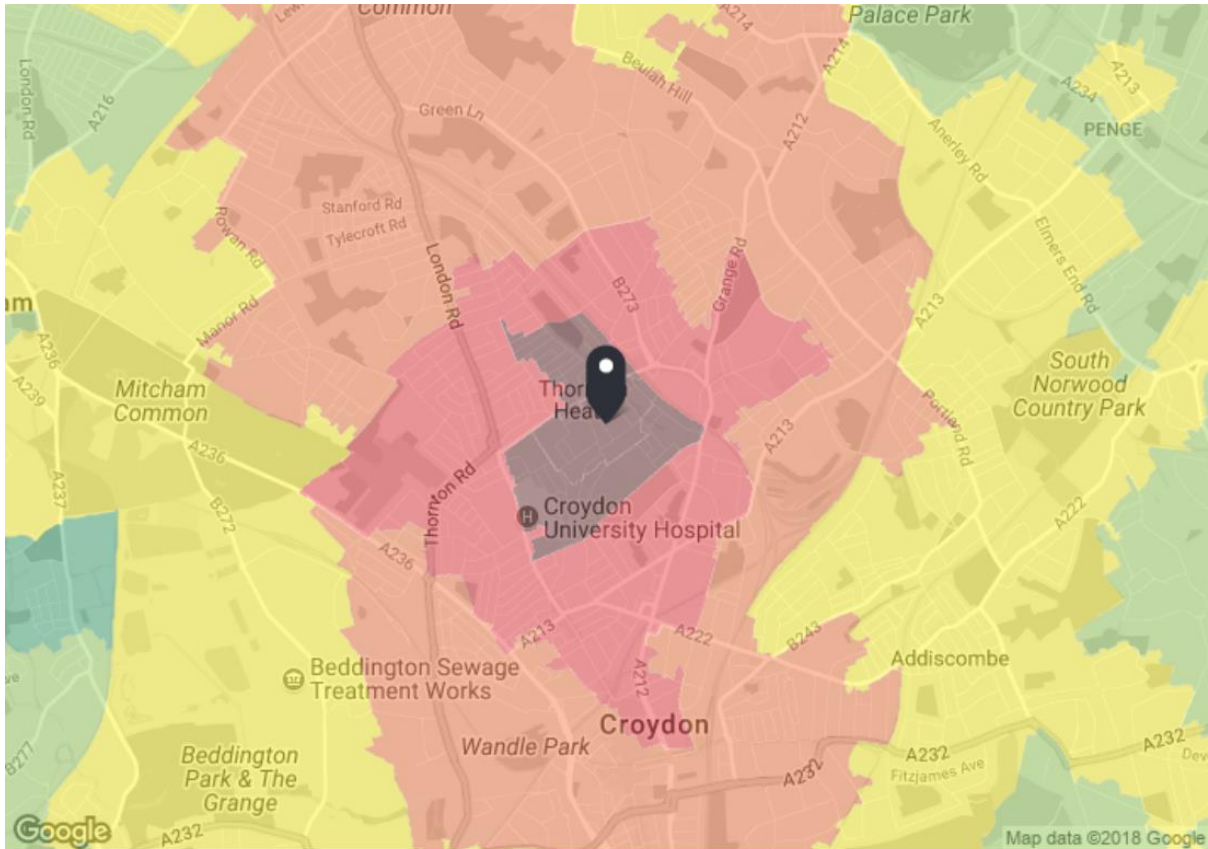 Common
Palace Park
A214
A214
A234
A213
London Rd
A216
Beulah Hill
Green Ln
A212
PENGE
Anerley Rd
Stanford Rd
Tylecroft Rd
Rowan Rd
London Rd
Elmers End Rd
B273
Grange Rd
A213
Manor Rd
am
A236
A239
Mitcham
Common
South
Norwood
Country Park
Portland Rd
A213
A236
A237
B272
Thornton Rd
H
Croydon
University Hospital
A222
A236
A213
A222
B243
Addiscombe
Beddington Sewage
Treatment Works
A212
Croydon
Wandle Park
B277
Beddington
Park & The
Grange
A232
A232
A232
A232
Fitzjames Ave
Google
Map data ©2018 Google